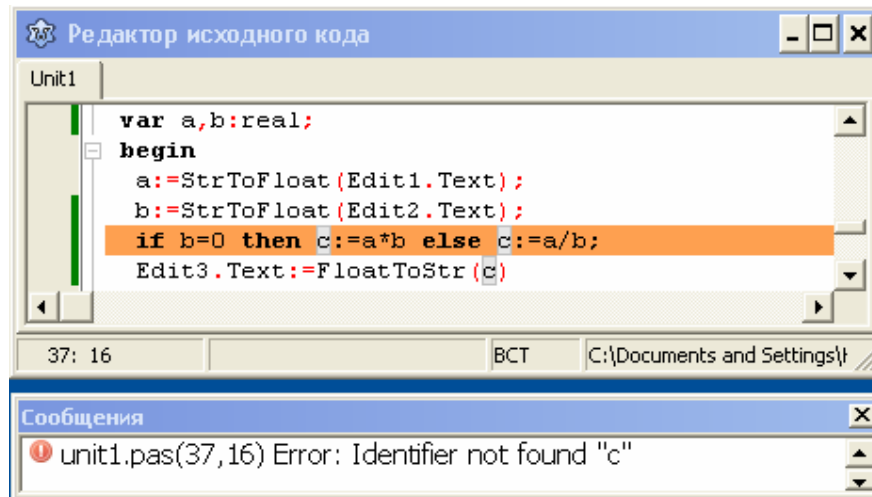 Редактор исходного кода
Unit1
var a,b:real;
begin
a:=StrToFloat(Edit1.Text);
b:=StrToFloat(Edit2.Text);
if b=0 then c:=a*b else c:=a/b;
Edit3.Text:=FloatToStr(c)
37: 16 ВСТ C:\Documents and Settings\
Сообщения
unit1.pas(37,16) Error: Identifier not found "c"